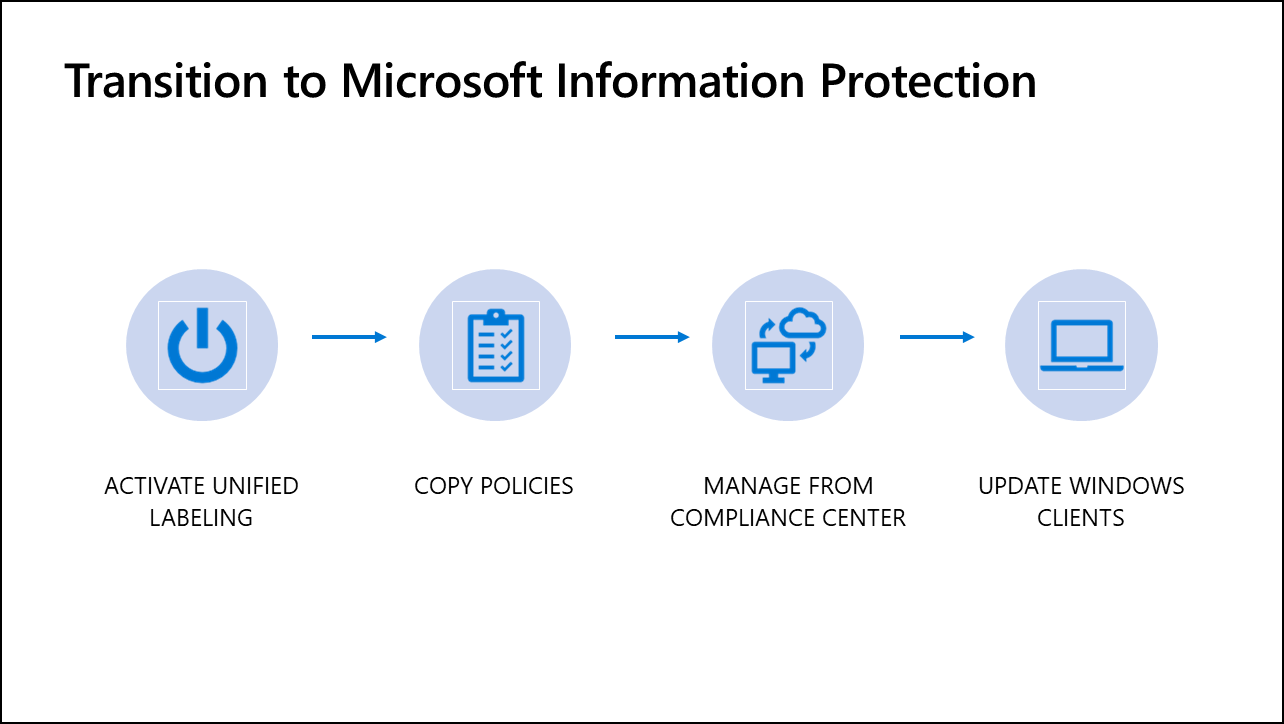 Transition to Microsoft Information Protection
ACTIVATE UNIFIED
LABELING
COPY POLICIES
MANAGE FROM
COMPLIANCE CENTER
UPDATE WINDOWS
CLIENTS